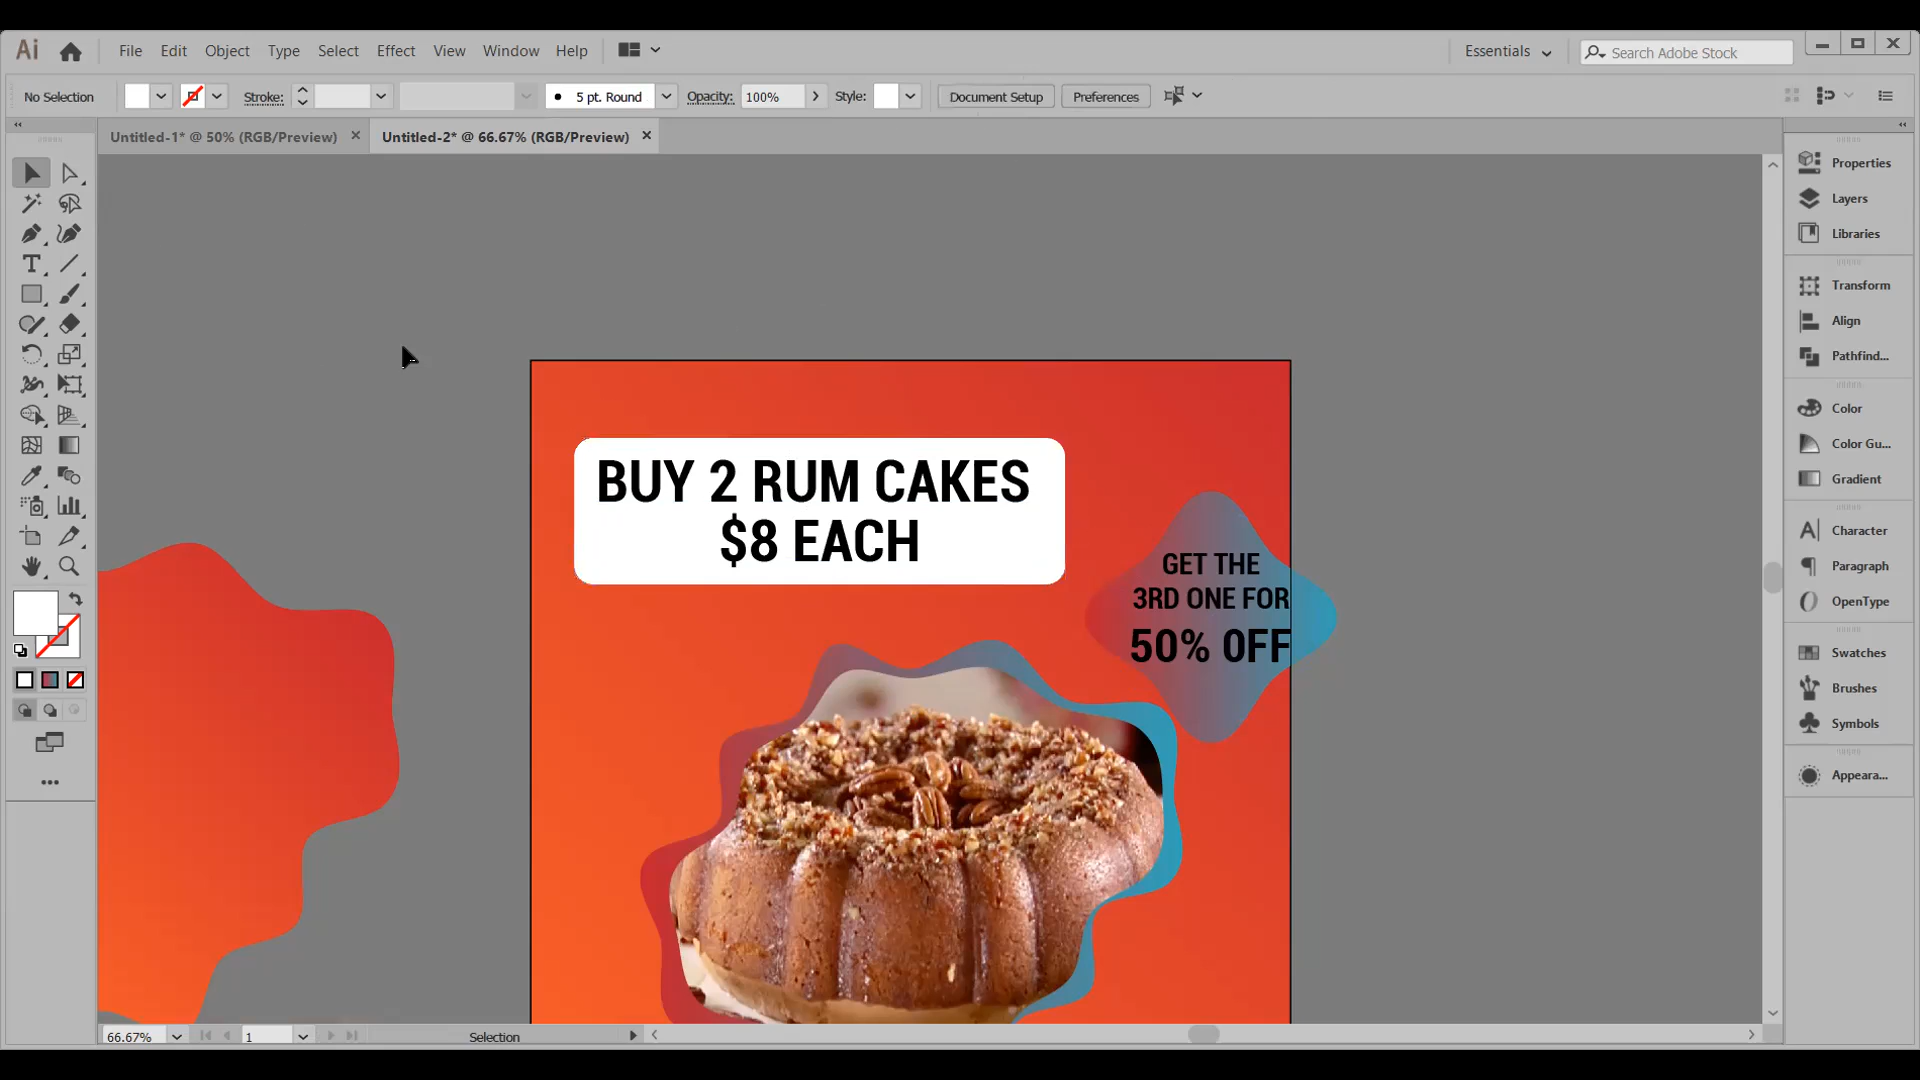 Ai File Edit Object Type Select Effect View Window Help Essentials Search Adobe Stock
No Selection Stroke: 5 pt. Round Opacity: 100% Style: Document Setup Preferences
Untitled-1* @ 50% (RGB/Preview) Untitled-2* @ 66.67% (RGB/Preview)
Properties
Layers
Libraries
Transform
Align
Pathfind...
Color
Color Gu...
Gradient
Character
Paragraph
OpenType
Swatches
Brushes
Symbols
Appeara...
BUY 2 RUM CAKES
$8 EACH
GET THE
3RD ONE FOR
50% OFF
66.67% 1 Selection